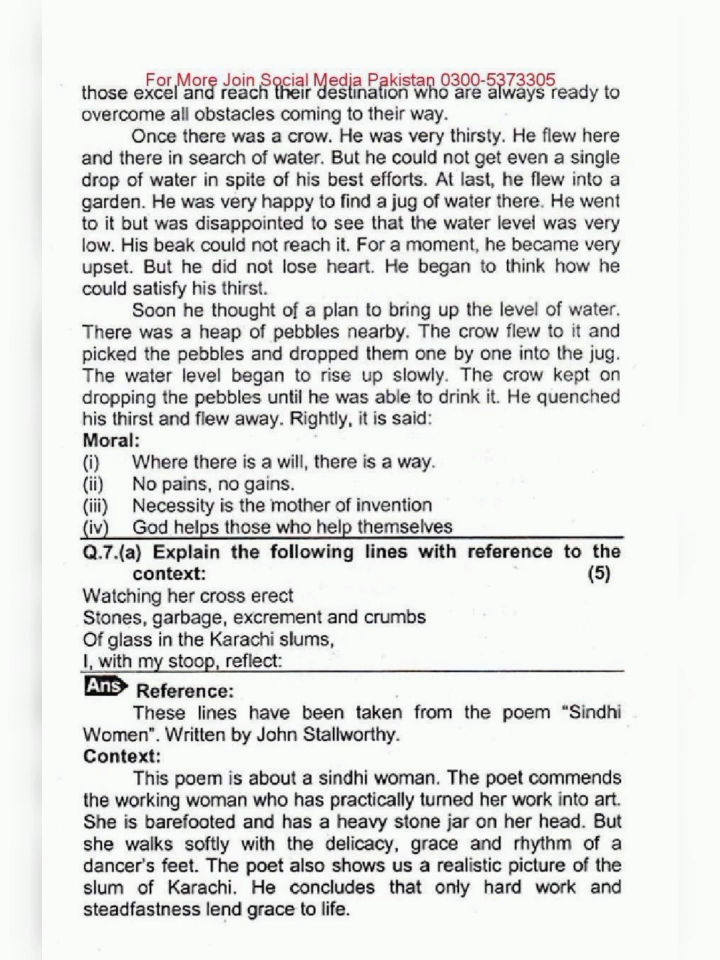 For More Join Social Media Pakistan 0300-5373305
those excel and reach their destination who are always ready to
overcome all obstacles coming to their way.
Once there was a crow. He was very thirsty. He flew here
and there in search of water. But he could not get even a single
drop of water in spite of his best efforts. At last, he flew into a
garden. He was very happy to find a jug of water there. He went
to it but was disappointed to see that the water level was very
low. His beak could not reach it. For a moment, he became very
upset. But he did not lose heart. He began to think how he
could satisfy his thirst.
Soon he thought of a plan to bring up the level of water.
There was a heap of pebbles nearby. The crow flew to it and
picked the pebbles and dropped them one by one into the jug.
The water level began to rise up slowly. The crow kept on
dropping the pebbles until he was able to drink it. He quenched
his thirst and flew away. Rightly, it is said:
Moral:
(i) Where there is a will, there is a way.
(ii) No pains, no gains.
(iii) Necessity is the mother of invention
(iv) God helps those who help themselves
Q.7.(a) Explain the following lines with reference to the
context: (5)
Watching her cross erect
Stones, garbage, excrement and crumbs
Of glass in the Karachi slums,
I, with my stoop, reflect:
Ans Reference:
These lines have been taken from the poem “Sindhi
Women”. Written by John Stallworthy.
Context:
This poem is about a sindhi woman. The poet commends
the working woman who has practically turned her work into art.
She is barefooted and has a heavy stone jar on her head. But
she walks softly with the delicacy, grace and rhythm of a
dancer's feet. The poet also shows us a realistic picture of the
slum of Karachi. He concludes that only hard work and
steadfastness lend grace to life.